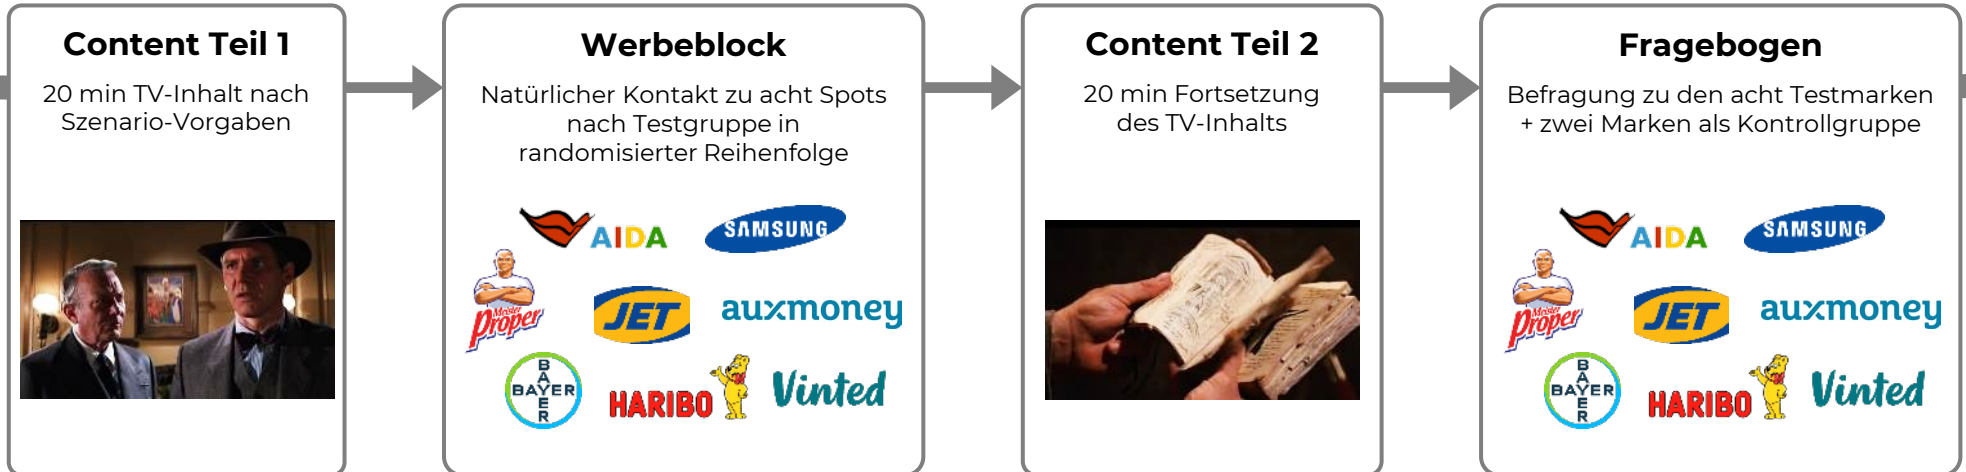 Content Teil 1
20 min TV-Inhalt nach
Szenario-Vorgaben
Werbeblock
Natürlicher Kontakt zu acht Spots
nach Testgruppe in
randomisierter Reihenfolge
AIDA
SAMSUNG
Meister
Proper
JET
auxmoney
BAYER
BAYER
HARIBO
Vinted
Content Teil 2
20 min Fortsetzung
des TV-Inhalts
Fragebogen
Befragung zu den acht Testmarken
+ zwei Marken als Kontrollgruppe
AIDA
SAMSUNG
Meister
Proper
JET
auxmoney
BAYER
BAYER
HARIBO
Vinted